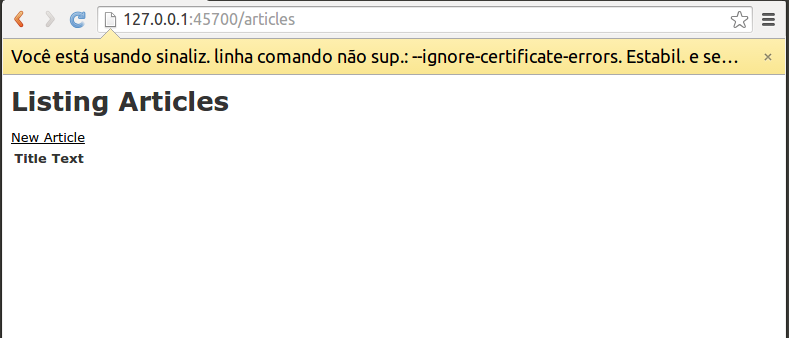 127.0.0.1:45700/articles
Você está usando sinaliz. linha comando não sup.: --ignore-certificate-errors. Estabil. e se…
Listing Articles
New Article
Title Text